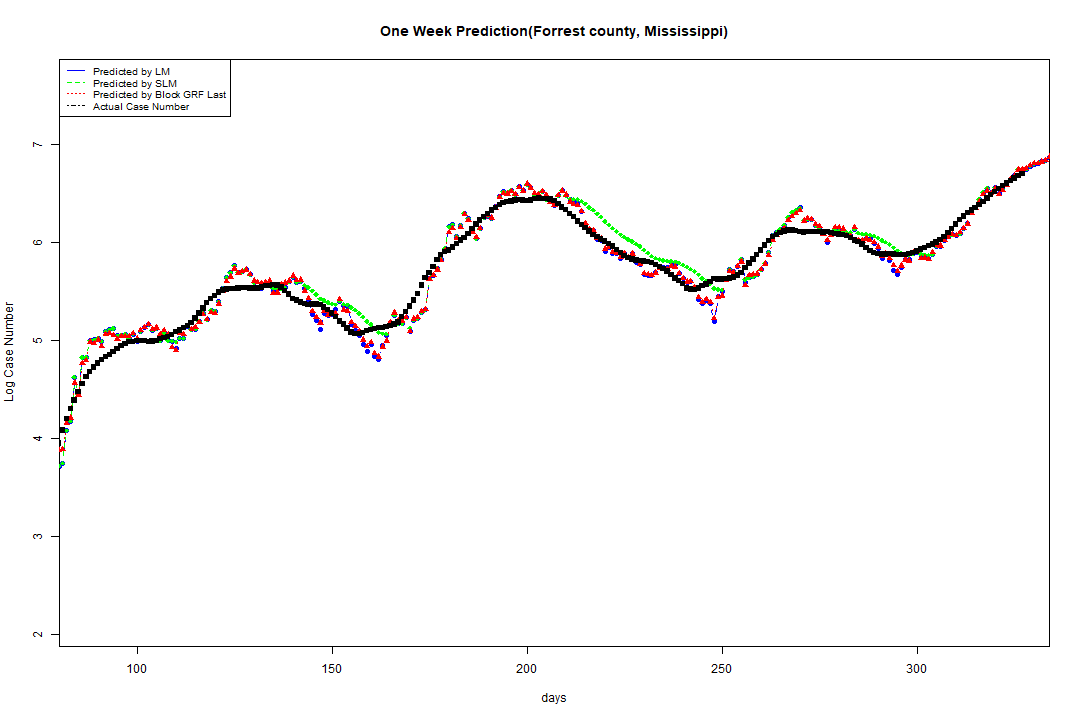 One Week Prediction(Forrest county, Mississippi)
Predicted by LM
Predicted by SLM
Predicted by Block GRF Last
Actual Case Number
Log Case Number
7
6
5
4
3
2
100 150 200 250 300
days